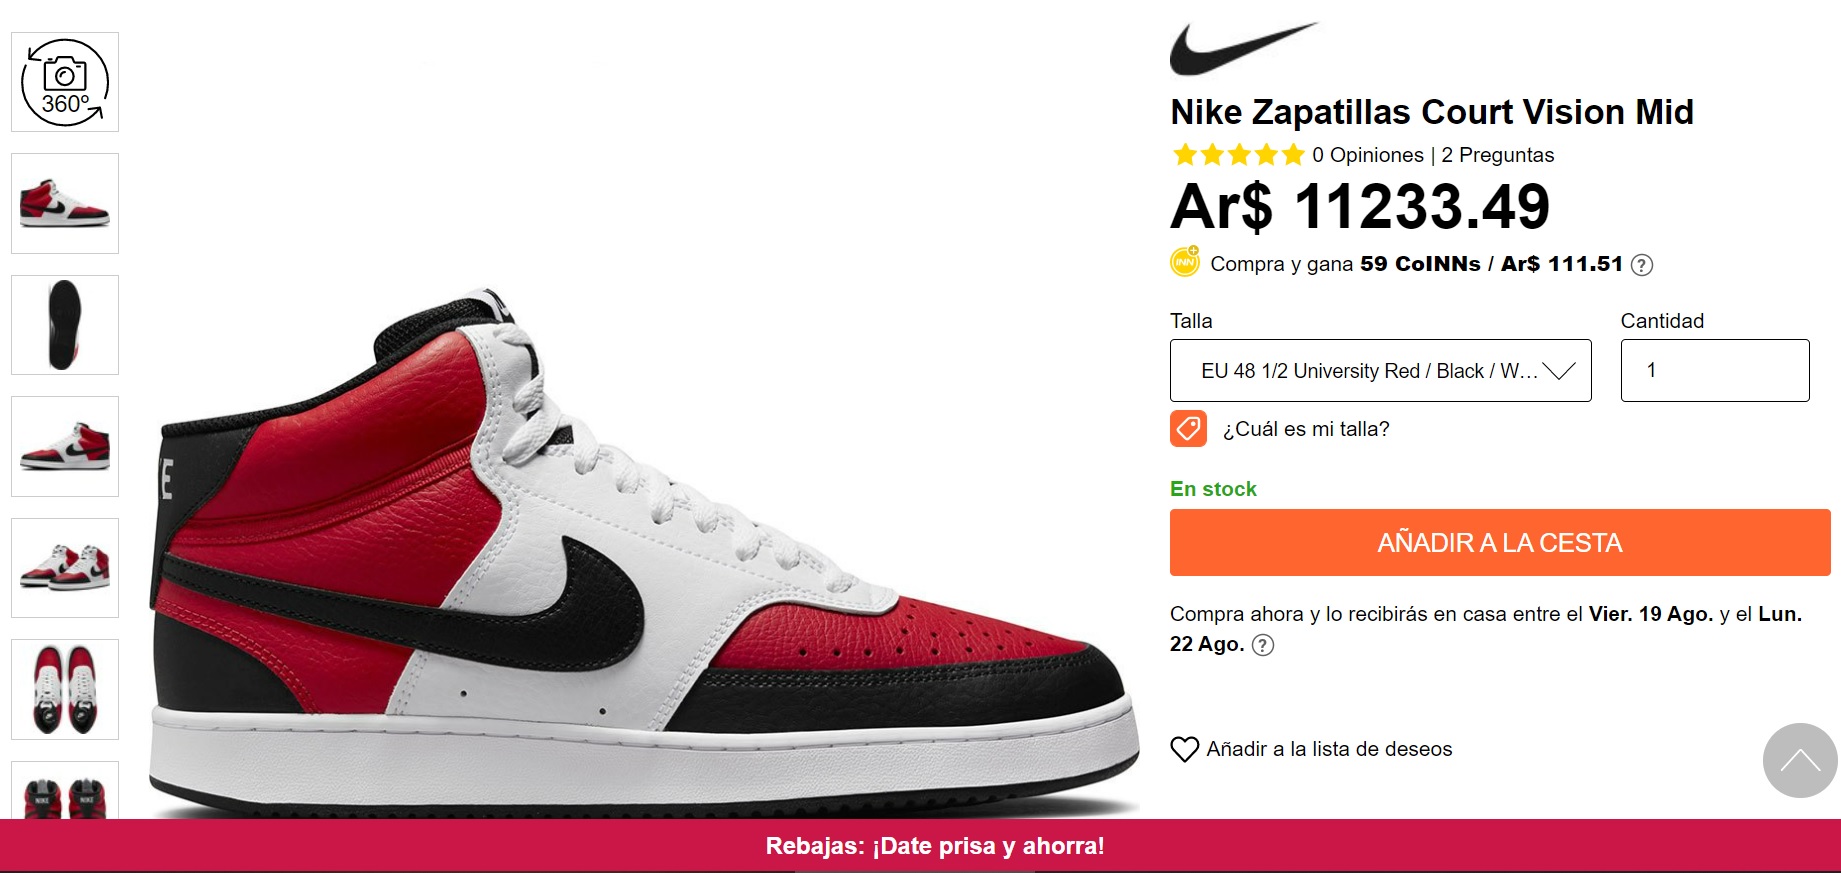 360º
Nike Zapatillas Court Vision Mid
0 Opiniones | 2 Preguntas
Ar$ 11233.49
INN Compra y gana 59 CoINNs / Ar$ 111.51 ?
Talla
Cantidad
EU 48 1/2 University Red / Black / W...
1
¿Cuál es mi talla?
En stock
AÑADIR A LA CESTA
Compra ahora y lo recibirás en casa entre el Vier. 19 Ago. y el Lun.
22 Ago. ?
Añadir a la lista de deseos
NIKE NIKE
Rebajas: ¡Date prisa y ahorra!